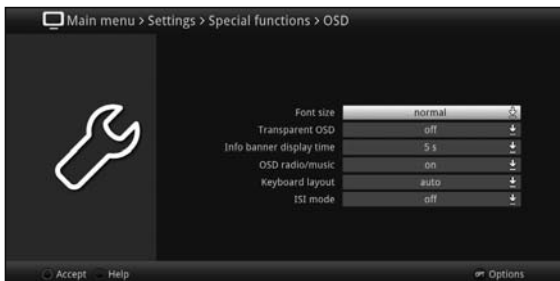 Main menu > Settings > Special functions > OSD
Font size normal
Transparent OSD off
Info banner display time 5 s
OSD radio/music on
Keyboard layout auto
ISI mode off
Accept Help Options